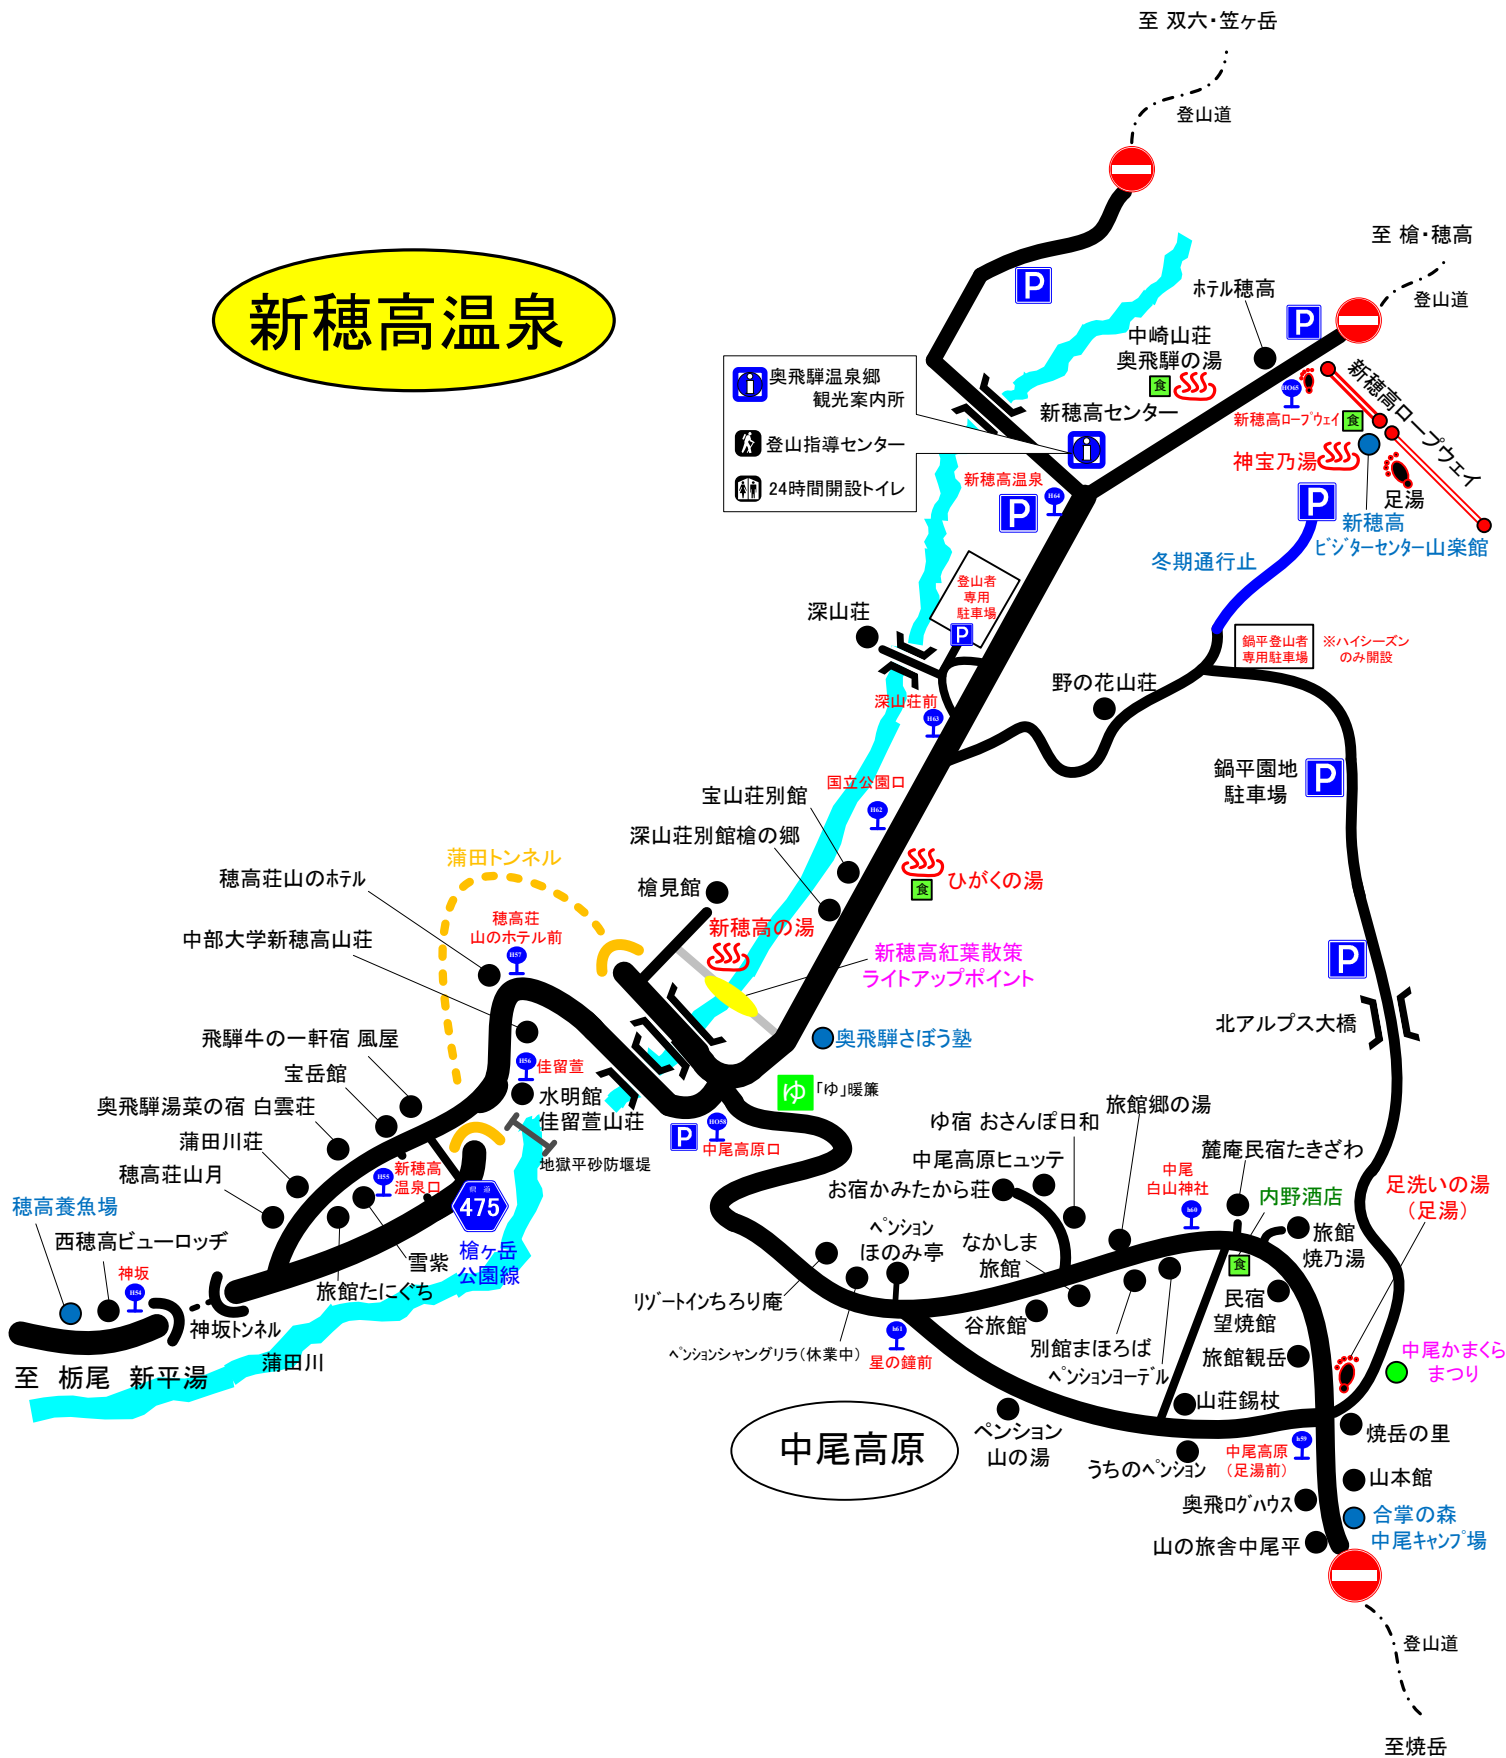 至 双六・笠ヶ岳
登山道
至 槍・穂高
登山道
新穂高温泉
P
ホテル穂高
P
中崎山荘
奥飛騨の湯
食
新穂高ロープウェイ
HO65
新穂高ロープウェイ
食
神宝乃湯
足湯
P
新穂高
ビジターセンター山楽館
奥飛騨温泉郷
観光案内所
登山指導センター
24時間開設トイレ
新穂高センター
新穂高温泉
P
H64
冬期通行止
登山者
専用
駐車場
P
深山荘
鍋平登山者
専用駐車場
※ハイシーズン
のみ開設
野の花山荘
深山荘前
H63
鍋平園地
駐車場
P
国立公園口
H62
宝山荘別館
深山荘別館槍の郷
ひがくの湯
食
槍見館
新穂高の湯
蒲田トンネル
穂高荘山のホテル
穂高荘
山のホテル前
H57
中部大学新穂高山荘
新穂高紅葉散策
ライトアップポイント
P
北アルプス大橋
奥飛騨さぼう塾
飛騨牛の一軒宿 風屋
宝岳館
H56
佳留萱
水明館
佳留萱山荘
ゆ
「ゆ」暖簾
奥飛騨湯菜の宿 白雲荘
蒲田川荘
穂高荘山月
P
HO58
中尾高原口
地獄平砂防堰堤
新穂高
温泉口
H55
県道
475
槍ヶ岳
公園線
穂高養魚場
西穂高ビューロッヂ
神坂
H54
雪紫
旅館たにぐち
神坂トンネル
蒲田川
至 栃尾 新平湯
旅館郷の湯
ゆ宿 おさんぽ日和
中尾高原ヒュッテ
お宿かみたから荘
中尾
白山神社
h60
麓庵民宿たきざわ
内野酒店
食
旅館
焼乃湯
足洗いの湯
(足湯)
ペンション
ほのみ亭
なかしま
旅館
リゾートインちろり庵
ペンションシャングリラ(休業中)
h61
星の鐘前
谷旅館
別館まほろば
ペンションヨーデル
民宿
望焼館
旅館観岳
中尾かまくら
まつり
中尾高原
ペンション
山の湯
山荘錫杖
うちのペンション
中尾高原
(足湯前)
h59
焼岳の里
山本館
奥飛ログハウス
合掌の森
中尾キャンプ場
山の旅舎中尾平
登山道
至焼岳